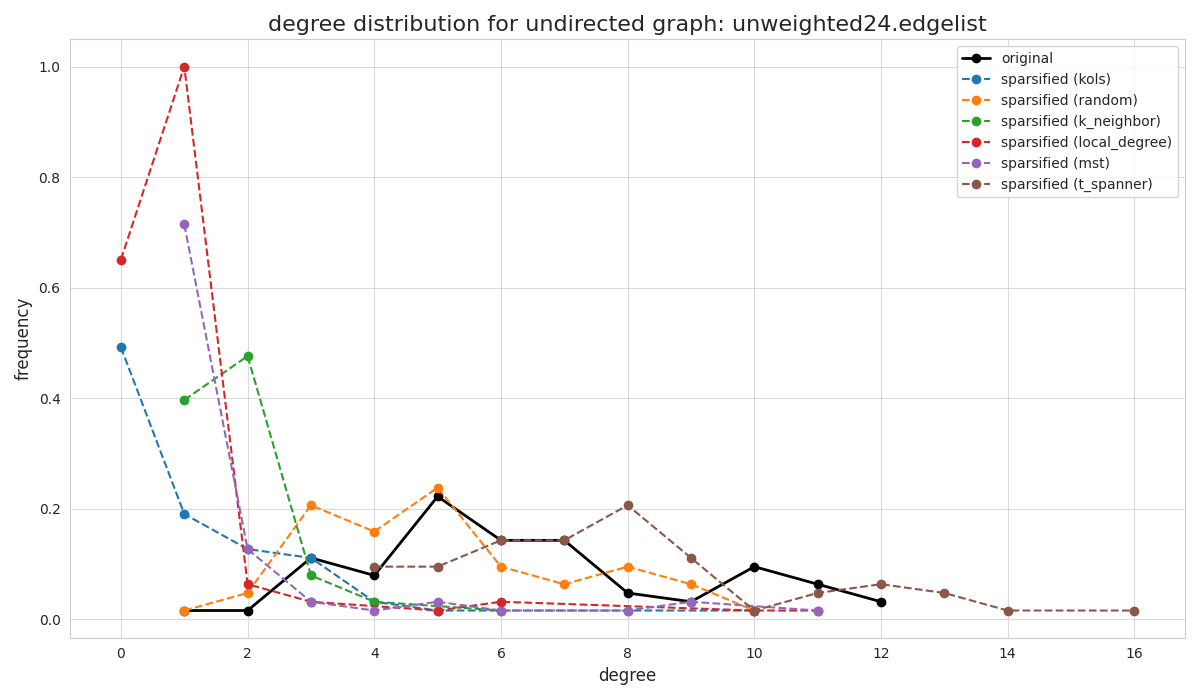 degree distribution for undirected graph: unweighted24.edgelist
original
sparsified (kols)
sparsified (random)
sparsified (k_neighbor)
sparsified (local_degree)
sparsified (mst)
sparsified (t_spanner)
frequency
1.0
0.8
0.6
0.4
0.2
0.0
0 2 4 6 8 10 12 14 16
degree